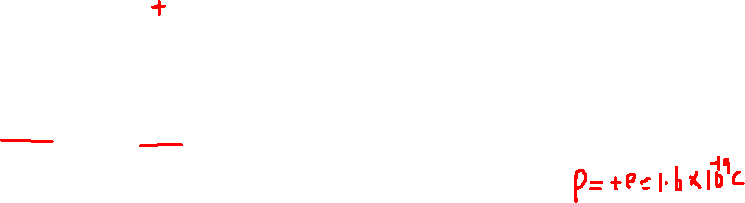 +
— —
p = +e = 1.6 × 10⁻¹⁹ C